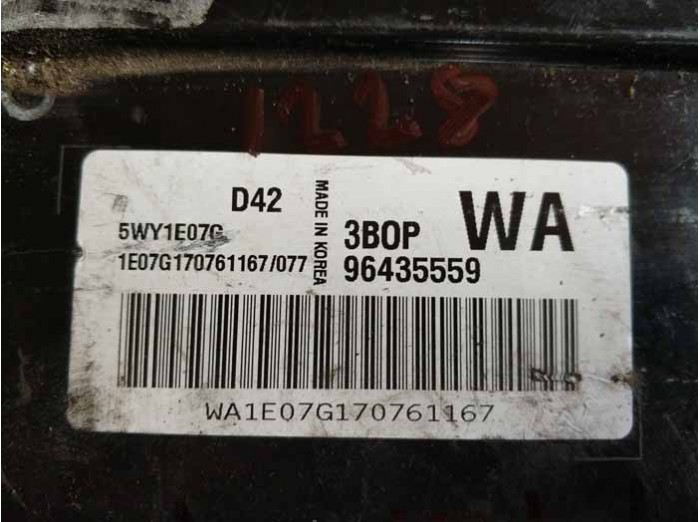 1228
D42
MADE IN KOREA
5WY1E07G
1E07G170761167/077
3BOP
WA
96435559
WA1E07G170761167